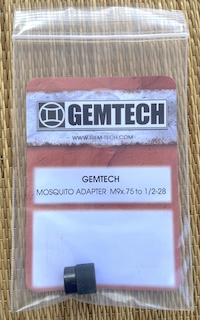 GEMTECH
WWW.GEM-TECH.COM
GEMTECH
MOSQUITO ADAPTER M9x.75 to 1/2-28